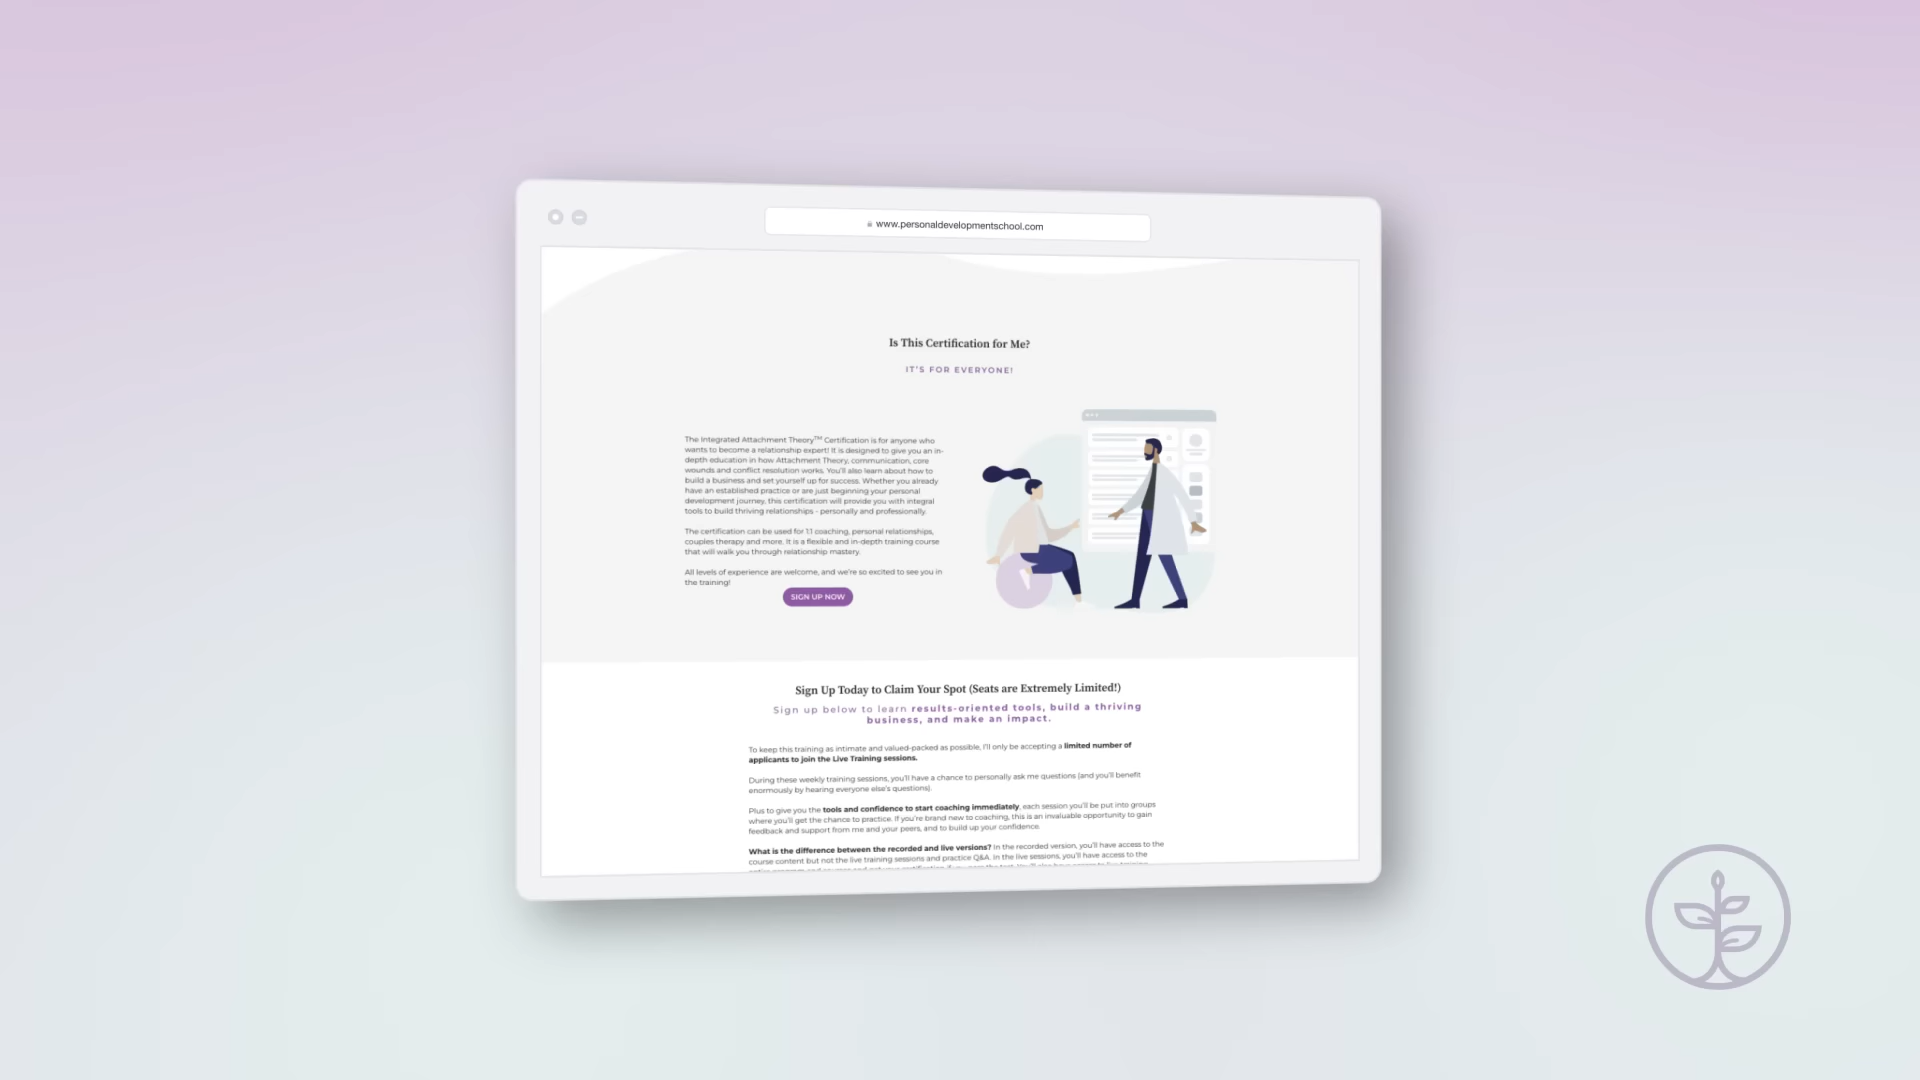 www.personaldevelopmentschool.com
Is This Certification for Me?
IT'S FOR EVERYONE!
The Integrated Attachment Theory™ Certification is for anyone who
wants to become a relationship expert! It is designed to give you an in-
depth education in how Attachment Theory, communication, core
wounds and conflict resolution works. You'll also learn about how to
build a business and set yourself up for success. Whether you already
have an established practice or are just beginning your personal
development journey, this certification will provide you with integral
tools to build thriving relationships - personally and professionally.
The certification can be used for 1:1 coaching, personal relationships,
couples therapy and more. It is a flexible and in-depth training course
that will walk you through relationship mastery.
All levels of experience are welcome, and we're so excited to see you in
the training!
SIGN UP NOW
Sign Up Today to Claim Your Spot (Seats are Extremely Limited!)
Sign up below to learn results-oriented tools, build a thriving
business, and make an impact.
To keep this training as intimate and valued-packed as possible, I'll only be accepting a limited number of
applicants to join the Live Training sessions.
During these weekly training sessions, you'll have a chance to personally ask me questions (and you'll benefit
enormously by hearing everyone else's questions).
Plus to give you the tools and confidence to start coaching immediately, each session you'll be put into groups
where you'll get the chance to practice. If you're brand new to coaching, this is an invaluable opportunity to gain
feedback and support from me and your peers, and to build up your confidence.
What is the difference between the recorded and live versions? In the recorded version, you'll have access to the
course content but not the live training sessions and practice Q&A. In the live sessions, you'll have access to the